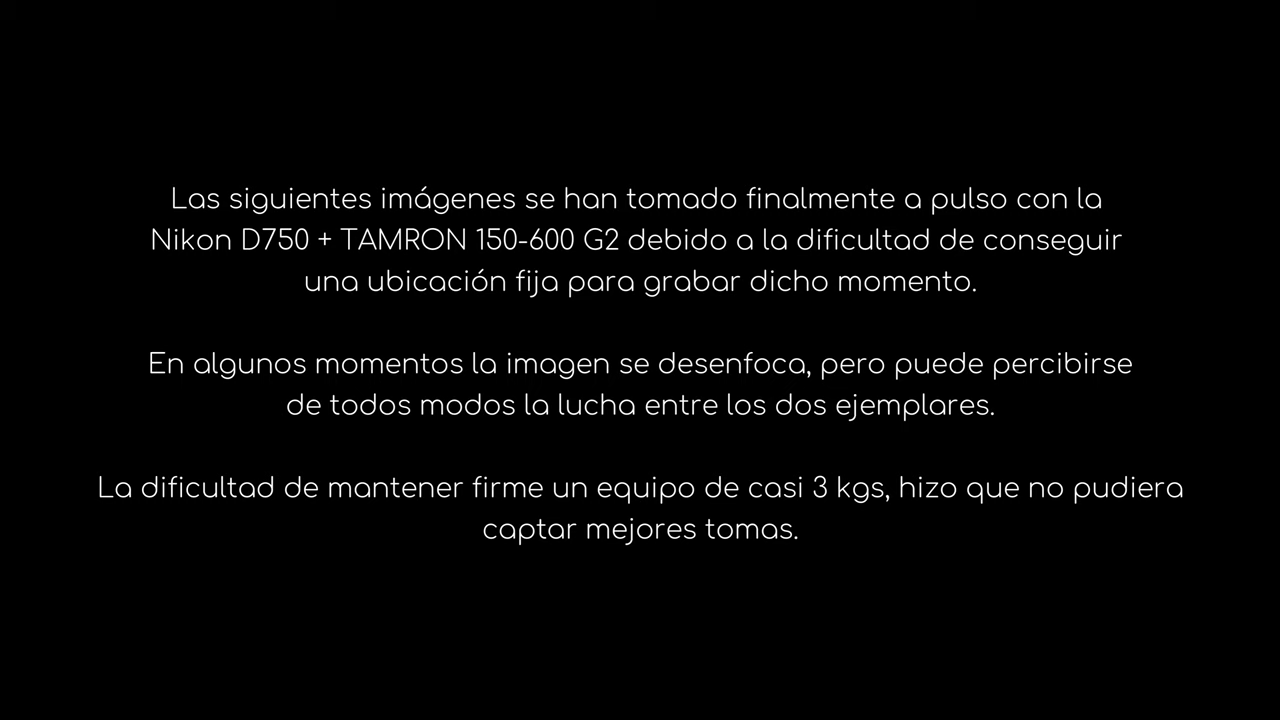 Las siguientes imágenes se han tomado finalmente a pulso con la
Nikon D750 + TAMRON 150-600 G2 debido a la dificultad de conseguir
una ubicación fija para grabar dicho momento.
En algunos momentos la imagen se desenfoca, pero puede percibirse
de todos modos la lucha entre los dos ejemplares.
La dificultad de mantener firme un equipo de casi 3 kgs, hizo que no pudiera
captar mejores tomas.